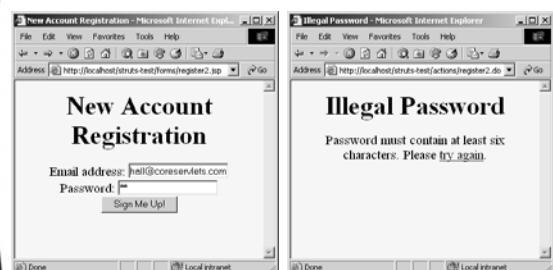 New Account Registration - Microsoft Internet Expl...
File Edit View Favorites Tools Help
Address http://localhost/struts-test/forms/register2.jsp Go
New Account
Registration
Email address: hall@coreservlets.com
Password: **
Sign Me Up!
Done Local intranet
Illegal Password - Microsoft Internet Explorer
File Edit View Favorites Tools Help
Address http://localhost/struts-test/actions/register2.do Go
Illegal Password
Password must contain at least six
characters. Please try again.
Done Local intranet